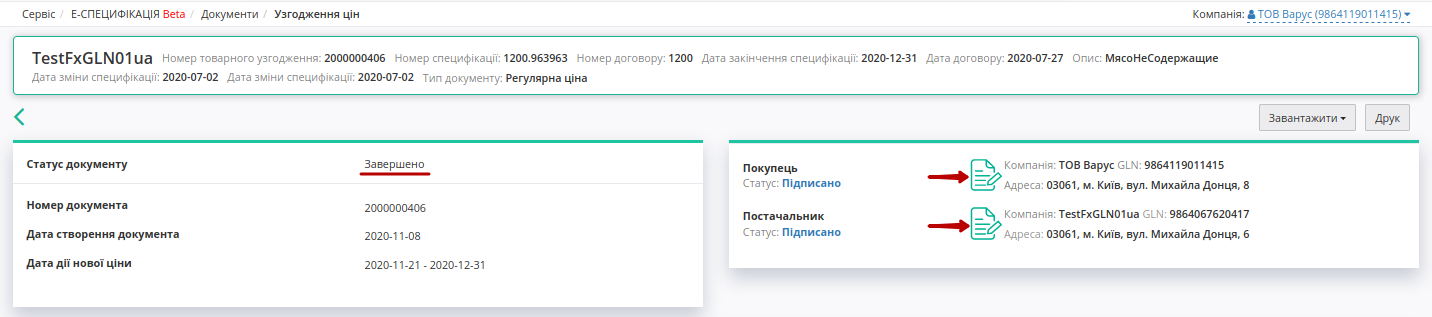 Сервіс / Е-СПЕЦИФІКАЦІЯ Beta / Документи / Узгодження цін
Компанія: ТОВ Варус (9864119011415)
TestFxGLN01ua Номер товарного узгодження: 2000000406 Номер специфікації: 1200.963963 Номер договору: 1200 Дата закінчення специфікації: 2020-12-31 Дата договору: 2020-07-27 Опис: МясоНеСодержащие
Дата зміни специфікації: 2020-07-02 Дата зміни специфікації: 2020-07-02 Тип документу: Регулярна ціна
Завантажити Друк
Статус документу Завершено
Номер документа 2000000406
Дата створення документа 2020-11-08
Дата дії нової ціни 2020-11-21 - 2020-12-31
Покупець Компанія: ТОВ Варус GLN: 9864119011415
Статус: Підписано Адреса: 03061, м. Київ, вул. Михайла Донця, 8
Постачальник Компанія: TestFxGLN01ua GLN: 9864067620417
Статус: Підписано Адреса: 03061, м. Київ, вул. Михайла Донця, 6